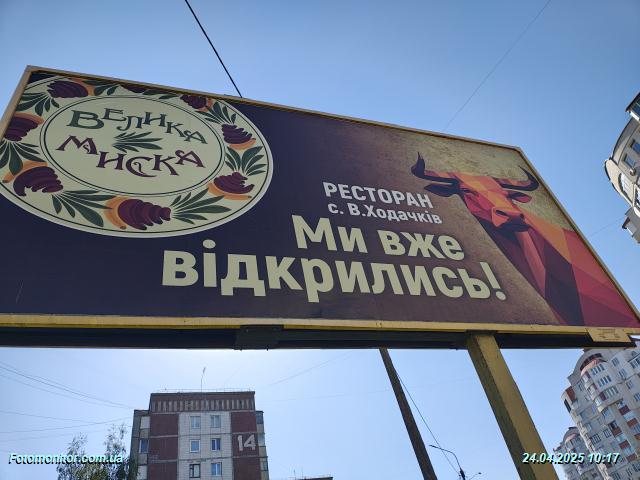 ВЕЛИКА
МИСКА
РЕСТОРАН
с. В.Ходачків
Ми вже
відкрились!
14
Fotomonitor.com.ua
24.04.2025 10:17